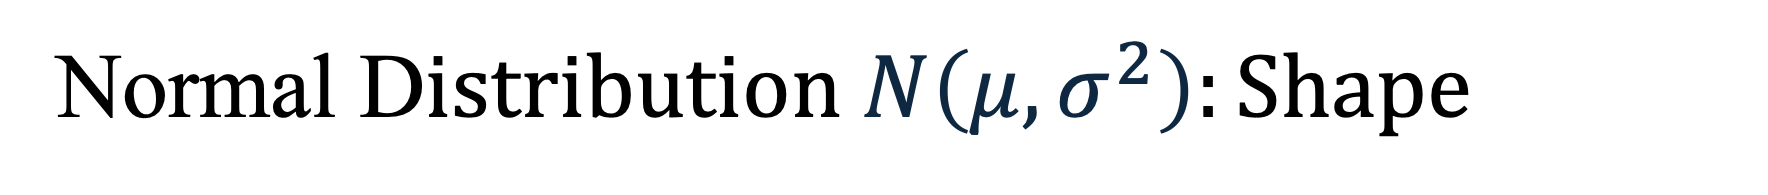 Normal Distribution N(μ, σ²): Shape